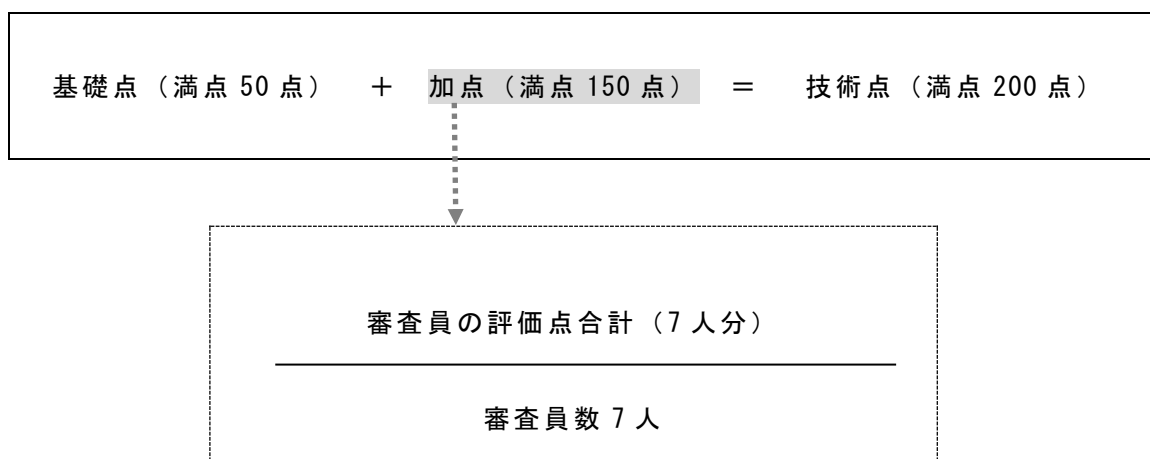 基礎点（満点 50 点） ＋ 加点（満点 150 点） ＝ 技術点（満点 200 点）
審査員の評価点合計（7 人分）
審査員数 7 人